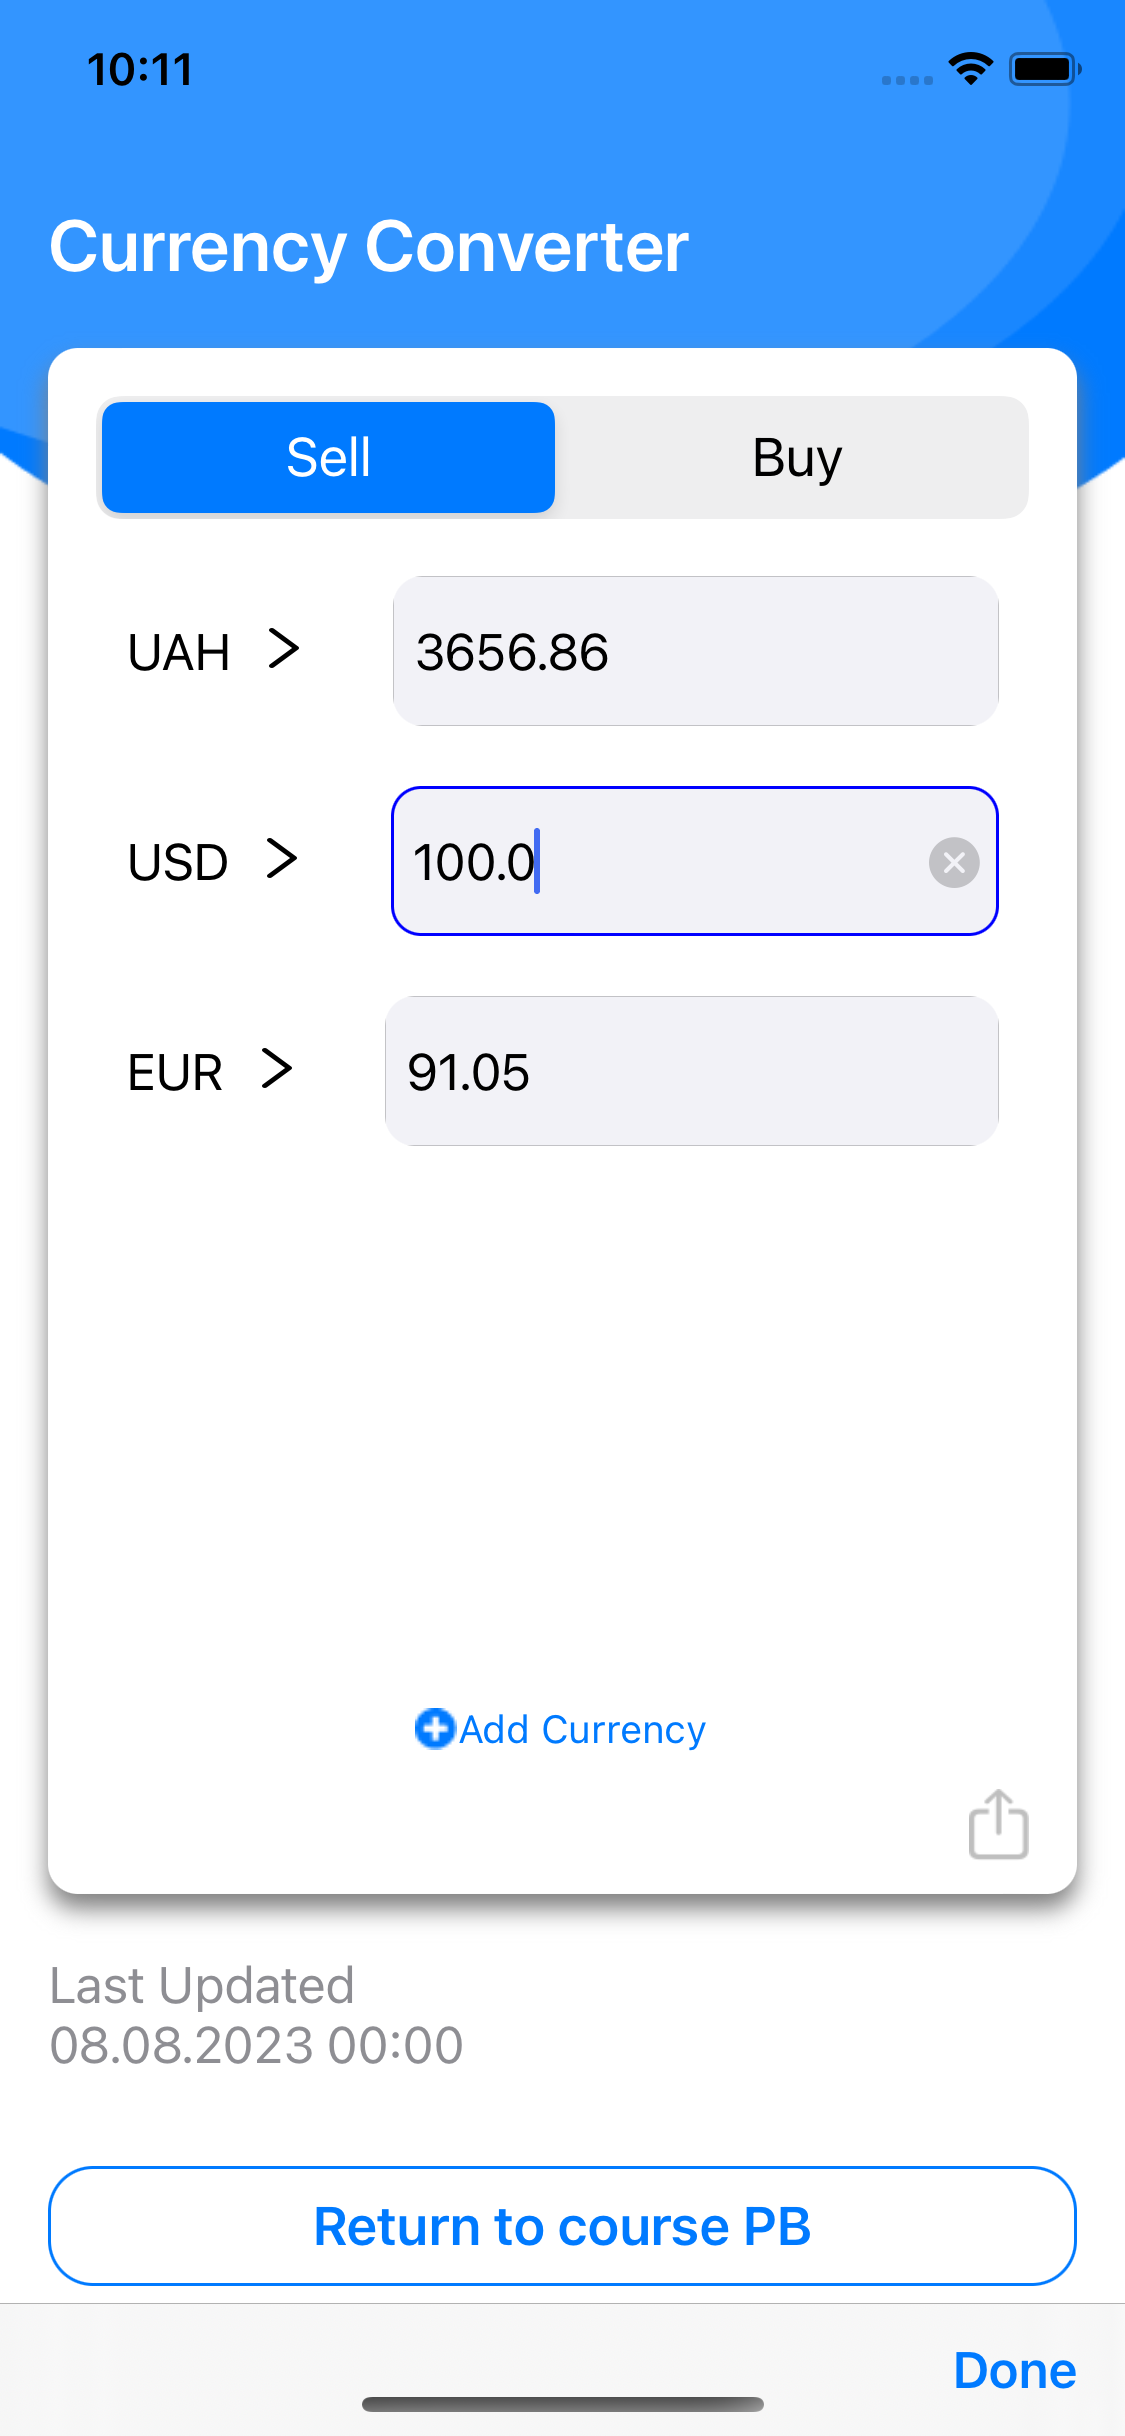 10:11
Currency Converter
Sell
Buy
UAH
3656.86
USD
100.0
EUR
91.05
Add Currency
Last Updated
08.08.2023 00:00
Return to course PB
Done